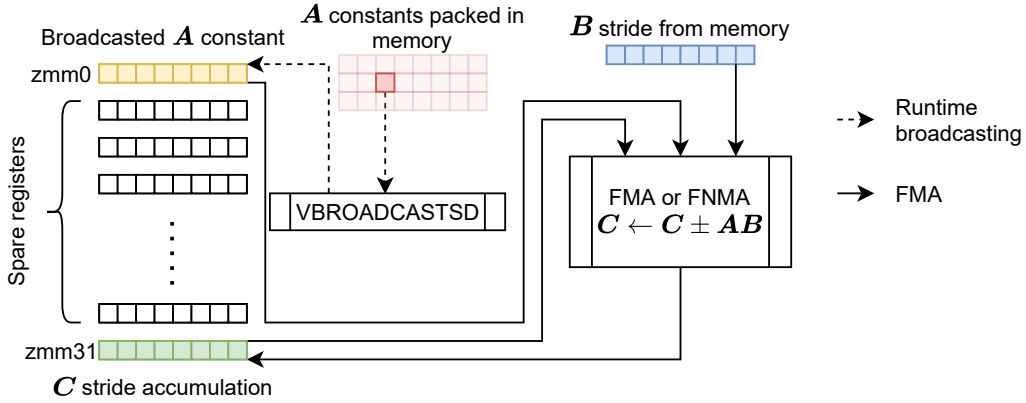 A constants packed in
memory
Broadcasted A constant
B stride from memory
zmm0
Runtime
broadcasting
Spare registers
VBROADCASTSD
FMA or FNMA
C ← C ± AB
FMA
zmm31
C stride accumulation